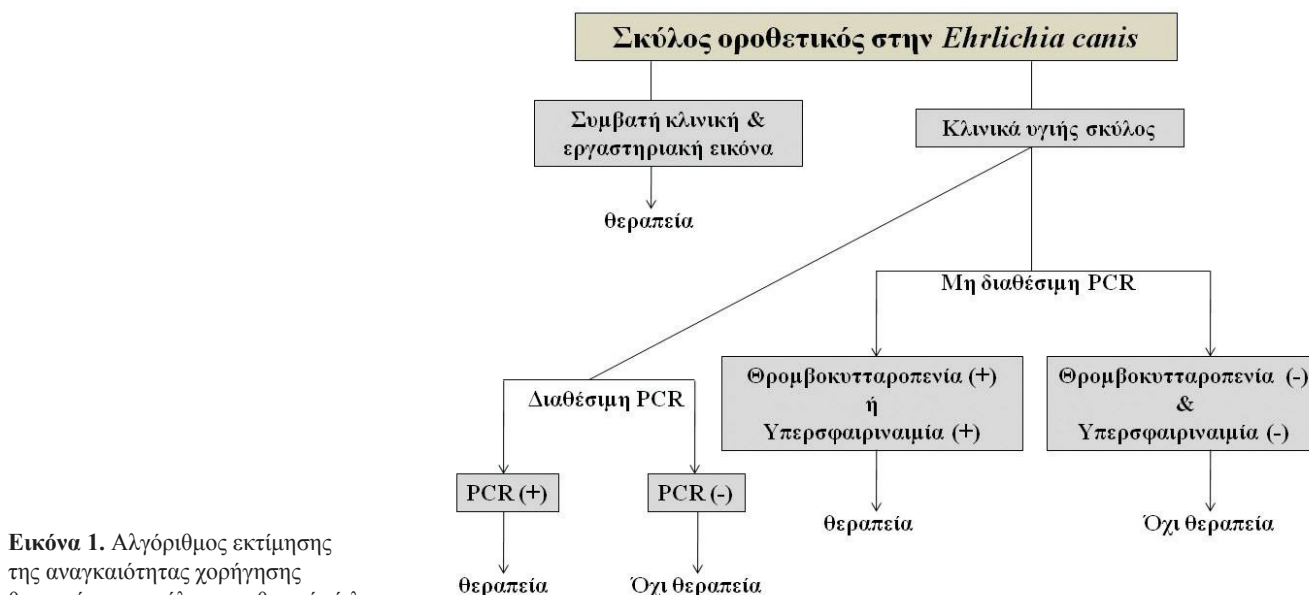 Σκύλος οροθετικός στην Ehrlichia canis
Συμβατή κλινική &
εργαστηριακή εικόνα
Κλινικά υγιής σκύλος
θεραπεία
Μη διαθέσιμη PCR
Διαθέσιμη PCR
Θρομβοκυτταροπενία (+)
ή
Υπερσφαιριναιμία (+)
Θρομβοκυτταροπενία (-)
&
Υπερσφαιριναιμία (-)
PCR (+)
PCR (-)
θεραπεία
Όχι θεραπεία
θεραπεία
Όχι θεραπεία
Εικόνα 1. Αλγόριθμος εκτίμησης
της αναγκαιότητας χορήγησης